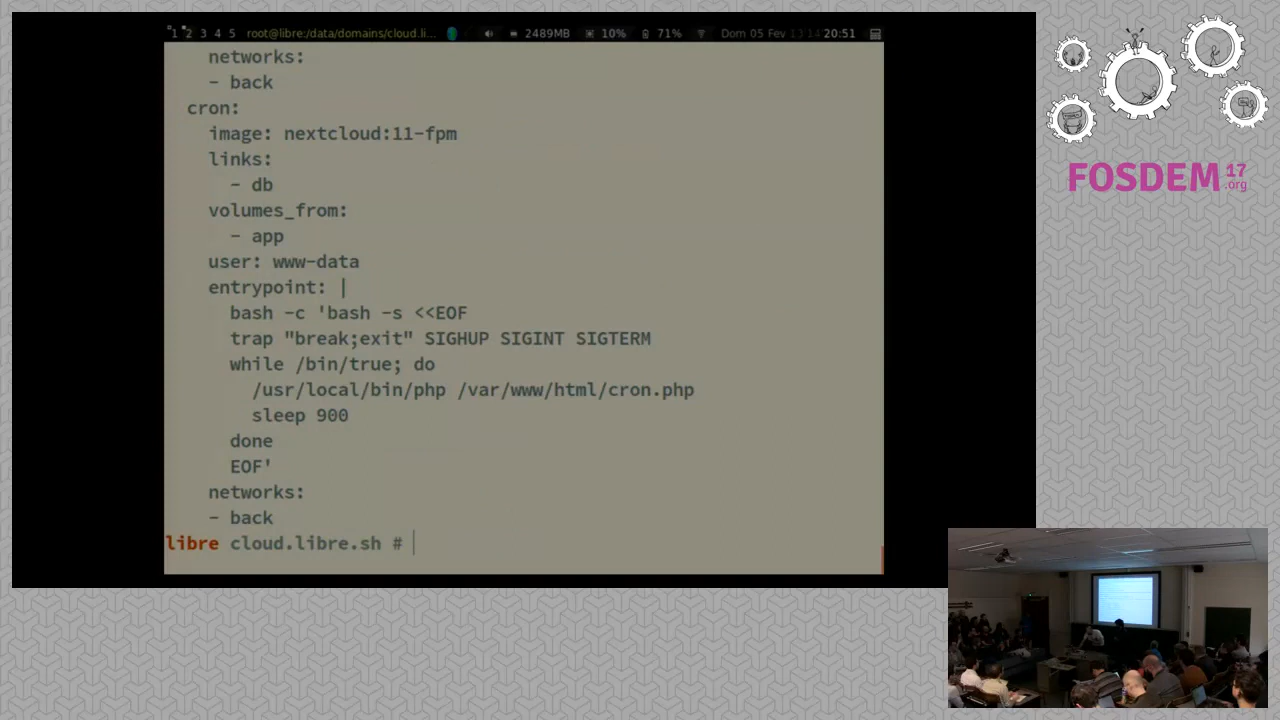 1 2 3 4 5 root@libre:/data/domains/cloud.li... 2489MB 10% 71% Dom 05 Fev 13 14 20:51
networks:
- back
cron:
image: nextcloud:11-fpm
links:
- db
volumes_from:
- app
user: www-data
entrypoint: |
bash -c 'bash -s <<EOF
trap "break;exit" SIGHUP SIGINT SIGTERM
while /bin/true; do
/usr/local/bin/php /var/www/html/cron.php
sleep 900
done
EOF'
networks:
- back
libre cloud.libre.sh #
FOSDEM 17
.org